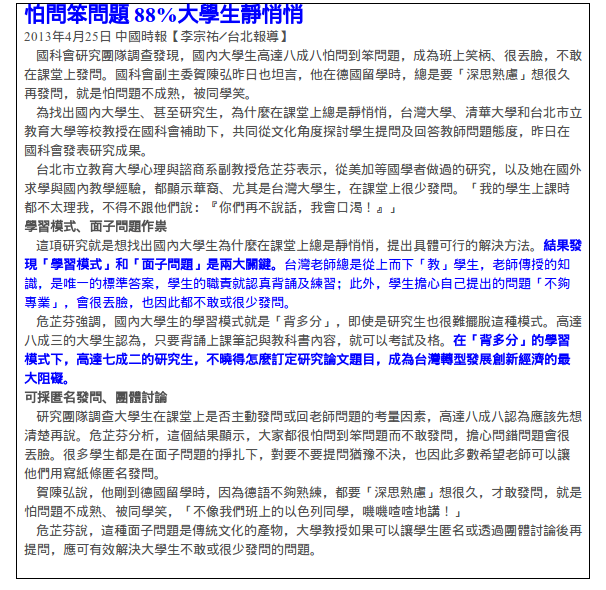 怕問笨問題 88%大學生靜悄悄
2013年4月25日 中國時報【李宗祐／台北報導】
國科會研究團隊調查發現，國內大學生高達八成八怕問到笨問題，成為班上笑柄、很丟臉，不敢
在課堂上發問。國科會副主委賀陳弘昨日也坦言，他在德國留學時，總是要「深思熟慮」想很久
再發問，就是怕問題不成熟，被同學笑。
為找出國內大學生、甚至研究生，為什麼在課堂上總是靜悄悄，台灣大學、清華大學和台北市立
教育大學等校教授在國科會補助下，共同從文化角度探討學生提問及回答教師問題態度，昨日在
國科會發表研究成果。
台北市立教育大學心理與諮商系副教授危芷芬表示，從美加等國學者做過的研究，以及她在國外
求學與國內教學經驗，都顯示華裔、尤其是台灣大學生，在課堂上很少發問。「我的學生上課時
都不太理我，不得不跟他們說：『你們再不說話，我會口渴！』」
學習模式、面子問題作祟
這項研究就是想找出國內大學生為什麼在課堂上總是靜悄悄，提出具體可行的解決方法。結果發
現「學習模式」和「面子問題」是兩大關鍵。台灣老師總是從上而下「教」學生，老師傳授的知
識，是唯一的標準答案，學生的職責就認真背誦及練習；此外，學生擔心自己提出的問題「不夠
專業」，會很丟臉，也因此都不敢或很少發問。
危芷芬強調，國內大學生的學習模式就是「背多分」，即使是研究生也很難擺脫這種模式。高達
八成三的大學生認為，只要背誦上課筆記與教科書內容，就可以考試及格。在「背多分」的學習
模式下，高達七成二的研究生，不曉得怎麼訂定研究論文題目，成為台灣轉型發展創新經濟的最
大阻礙。
可採匿名發問、團體討論
研究團隊調查大學生在課堂上是否主動發問或回老師問題的考量因素，高達八成八認為應該先想
清楚再說。危芷芬分析，這個結果顯示，大家都很怕問到笨問題而不敢發問，擔心問錯問題會很
丟臉。很多學生都是在面子問題的掙扎下，對要不要提問猶豫不決，也因此多數希望老師可以讓
他們用寫紙條匿名發問。
賀陳弘說，他剛到德國留學時，因為德語不夠熟練，都要「深思熟慮」想很久，才敢發問，就是
怕問題不成熟、被同學笑，「不像我們班上的以色列同學，嘰嘰喳喳地講！」
危芷芬說，這種面子問題是傳統文化的產物，大學教授如果可以讓學生匿名或透過團體討論後再
提問，應可有效解決大學生不敢或很少發問的問題。